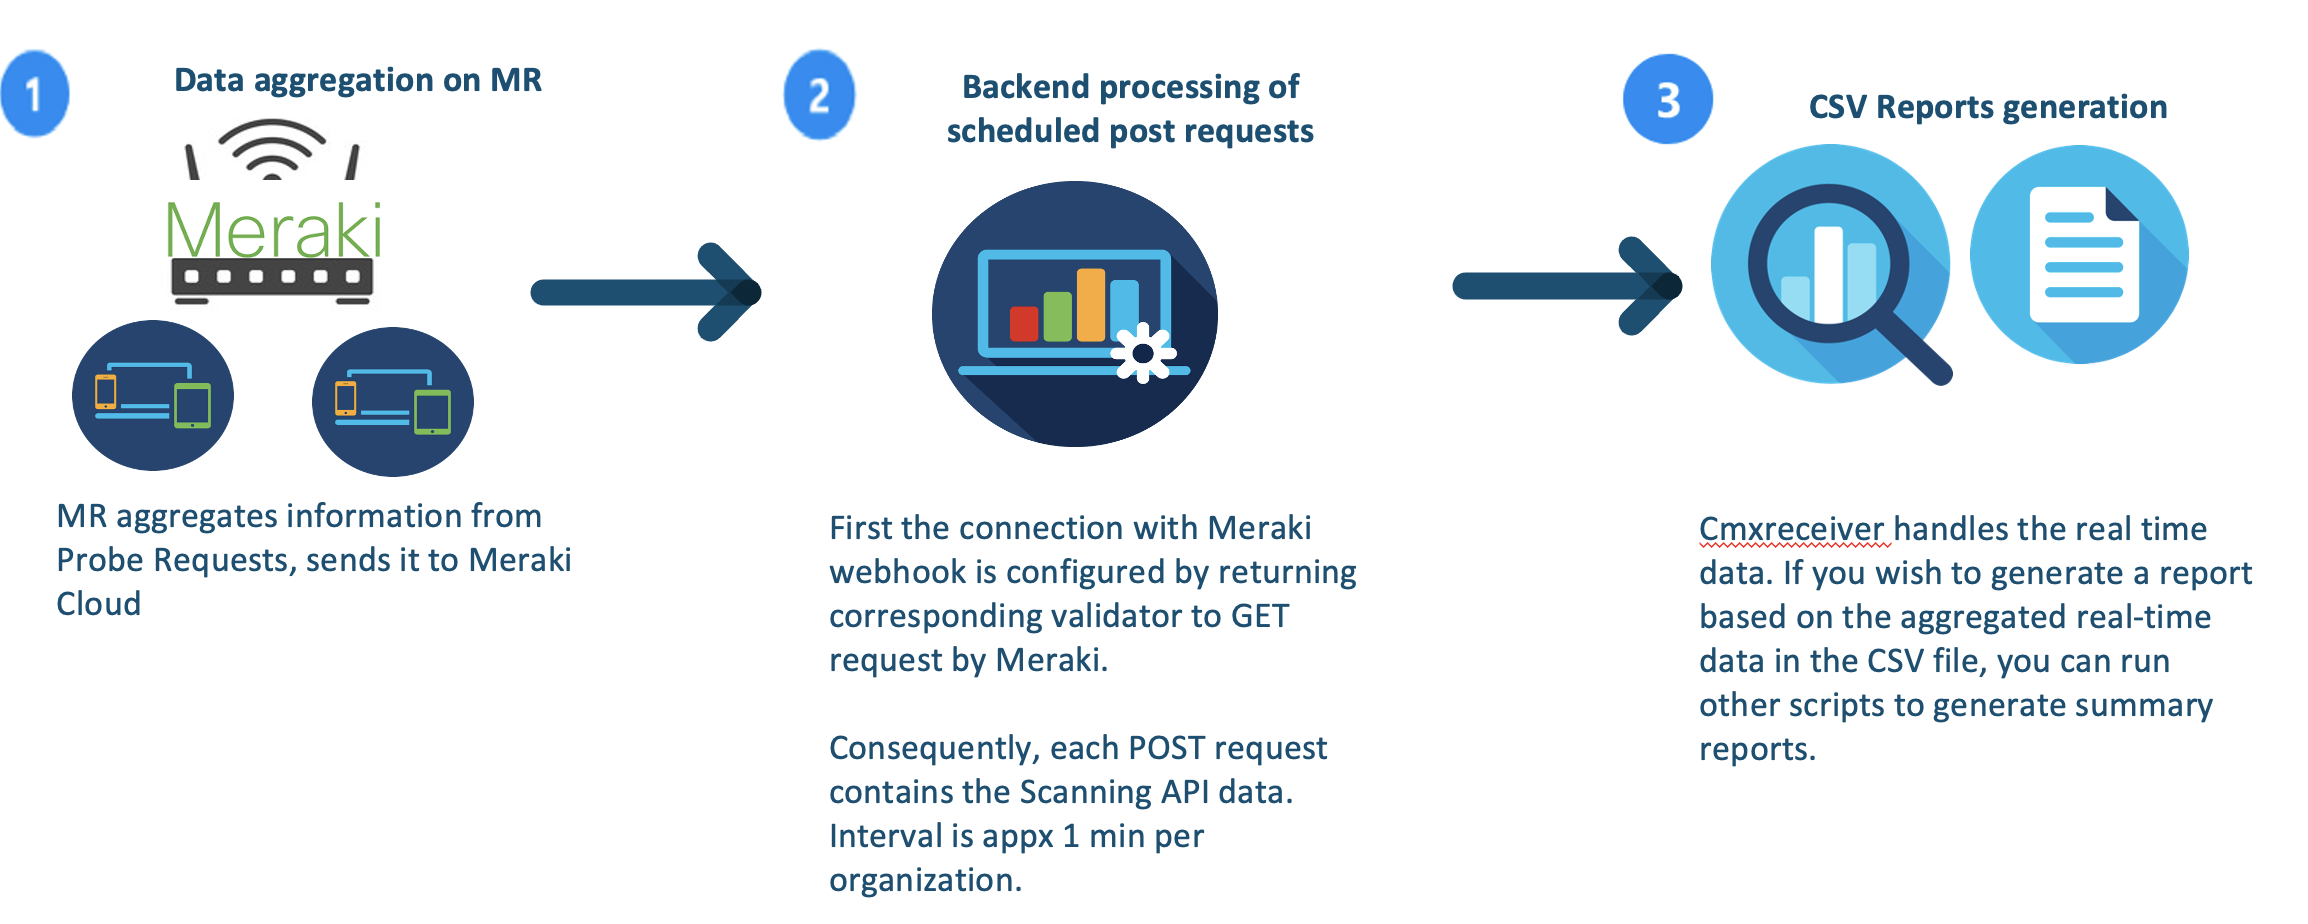 1
Data aggregation on MR
Meraki
MR aggregates information from
Probe Requests, sends it to Meraki
Cloud
2
Backend processing of
scheduled post requests
First the connection with Meraki
webhook is configured by returning
corresponding validator to GET
request by Meraki.
Consequently, each POST request
contains the Scanning API data.
Interval is appx 1 min per
organization.
3
CSV Reports generation
Cmxreceiver handles the real time
data. If you wish to generate a report
based on the aggregated real-time
data in the CSV file, you can run
other scripts to generate summary
reports.